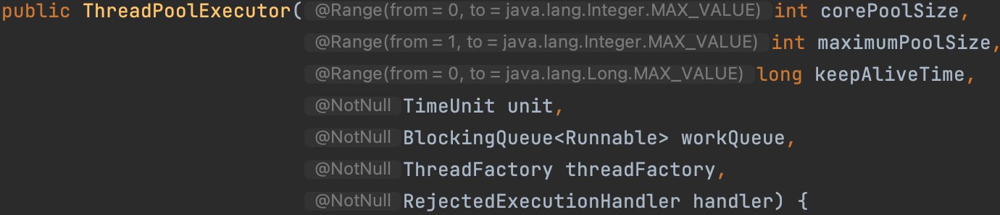 public ThreadPoolExecutor( @Range(from = 0, to = java.lang.Integer.MAX_VALUE) int corePoolSize,
@Range(from = 1, to = java.lang.Integer.MAX_VALUE) int maximumPoolSize,
@Range(from = 0, to = java.lang.Long.MAX_VALUE) long keepAliveTime,
@NotNull TimeUnit unit,
@NotNull BlockingQueue<Runnable> workQueue,
@NotNull ThreadFactory threadFactory,
@NotNull RejectedExecutionHandler handler) {